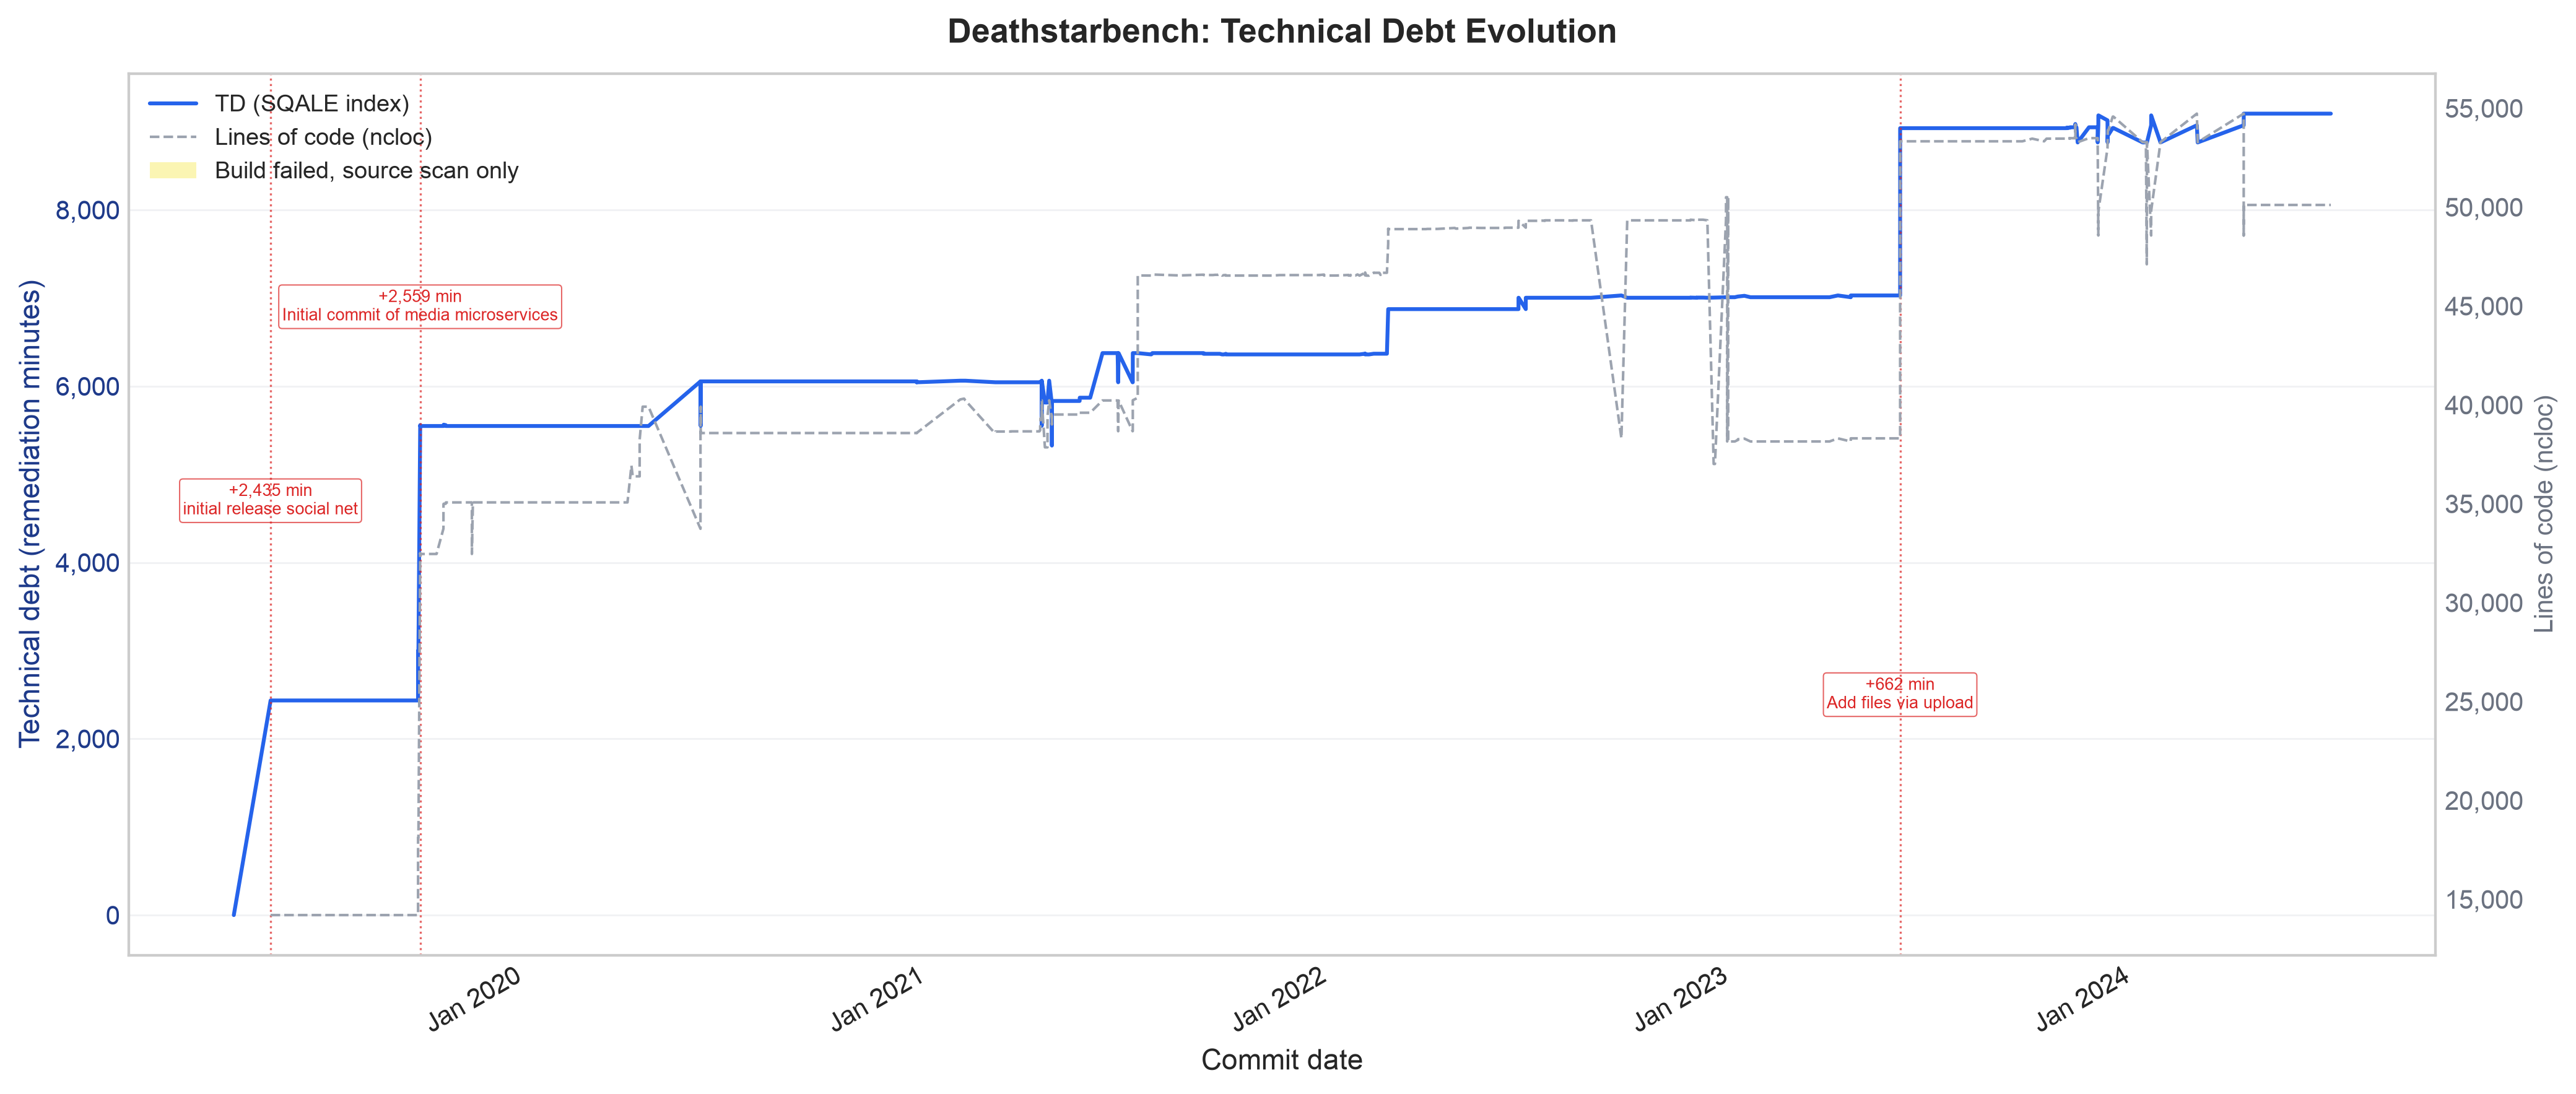 Deathstarbench: Technical Debt Evolution
TD (SQALE index)
Lines of code (ncloc)
Build failed, source scan only
Technical debt (remediation minutes)
8,000
6,000
4,000
2,000
0
+2,559 min
Initial commit of media microservices
+2,435 min
initial release social net
+662 min
Add files via upload
55,000
50,000
45,000
40,000
35,000
30,000
25,000
20,000
15,000
Lines of code (ncloc)
Jan 2020
Jan 2021
Jan 2022
Jan 2023
Jan 2024
Commit date